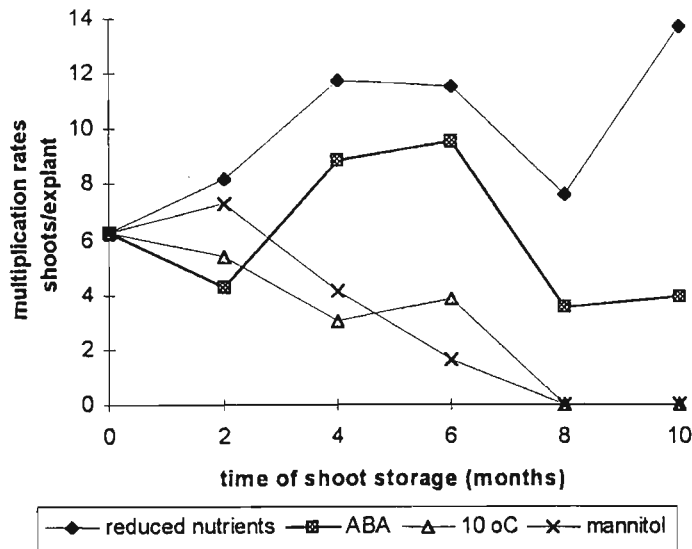 14
12
10
8
6
4
2
0
multiplication rates
shoots/explant
0 2 4 6 8 10
time of shoot storage (months)
reduced nutrients ABA 10 oC mannitol